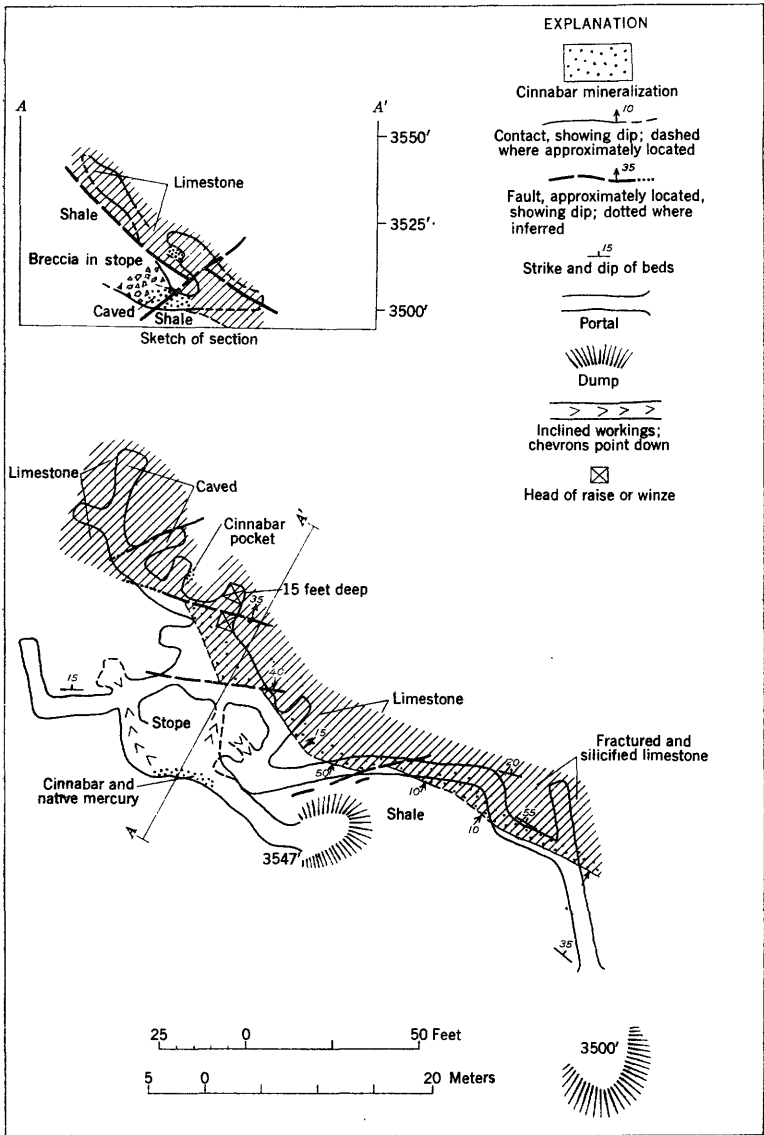 EXPLANATION
Cinnabar mineralization
10
Contact, showing dip; dashed
where approximately located
35
Fault, approximately located,
showing dip; dotted where
inferred
15
Strike and dip of beds
Portal
Dump
Inclined workings;
chevrons point down
Head of raise or winze
A
A'
3550'
Limestone
Shale
3525'
Breccia in stope
3500'
Caved
Shale
Sketch of section
Limestone
Caved
Cinnabar
pocket
A'
15 feet deep
35
15
40
Limestone
Stope
15
Fractured and
silicified limestone
50
20
Cinnabar and
native mercury
10
55
Shale
10
A
3547'
35
25 0 50 Feet
3500'
5 0 20 Meters